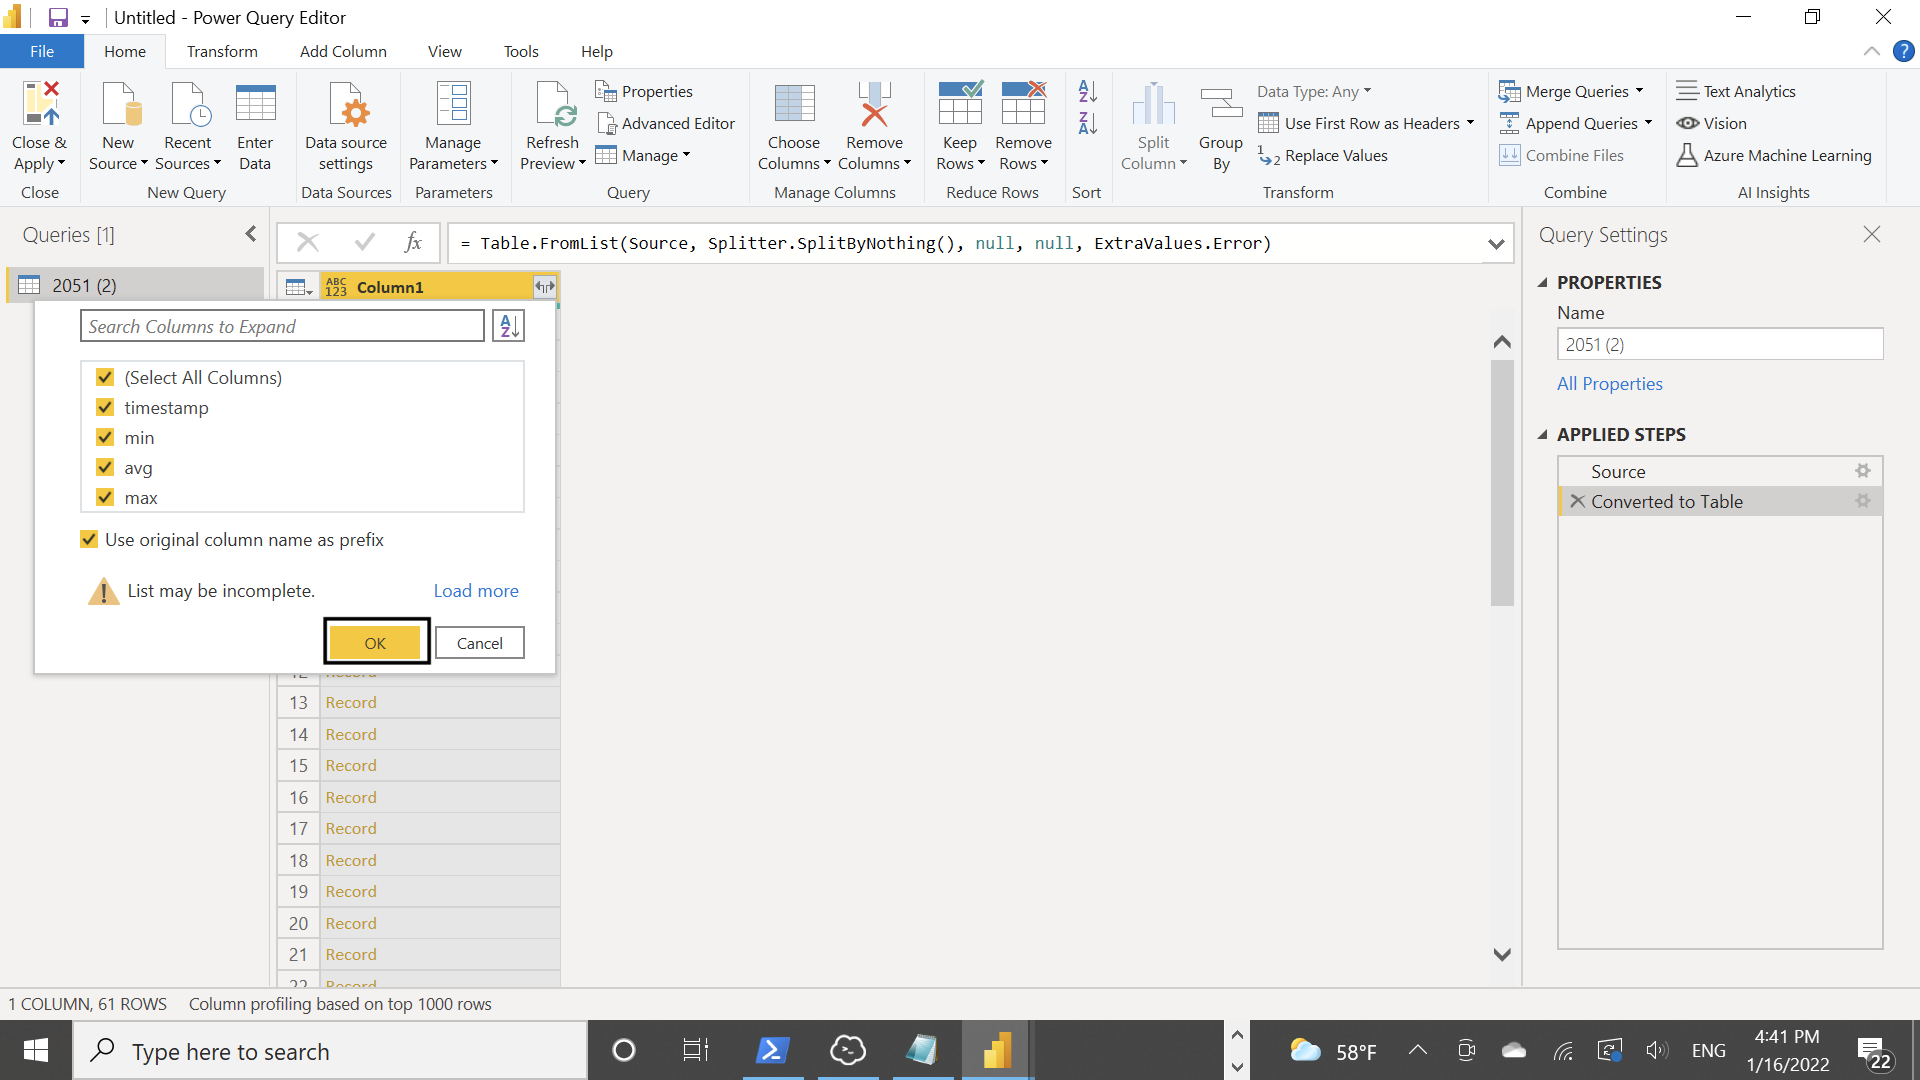 Untitled - Power Query Editor
File Home Transform Add Column View Tools Help
Close & Apply
New Source
Recent Sources
Enter Data
Data source settings
Manage Parameters
Refresh Preview
Properties
Advanced Editor
Manage
Choose Columns
Remove Columns
Keep Rows
Remove Rows
A Z
Z A
Split Column
Group By
Data Type: Any
Use First Row as Headers
1 2 Replace Values
Merge Queries
Append Queries
Combine Files
Text Analytics
Vision
Azure Machine Learning
?
Close New Query Data Sources Parameters Query Manage Columns Reduce Rows Sort Transform Combine AI Insights
Queries [1]
2051 (2)
fx = Table.FromList(Source, Splitter.SplitByNothing(), null, null, ExtraValues.Error)
ABC 123 Column1
Search Columns to Expand
A Z
(Select All Columns)
timestamp
min
avg
max
Use original column name as prefix
! List may be incomplete. Load more
OK Cancel
12 Record
13 Record
14 Record
15 Record
16 Record
17 Record
18 Record
19 Record
20 Record
21 Record
22 Record
Query Settings
PROPERTIES
Name
2051 (2)
All Properties
APPLIED STEPS
Source
Converted to Table
1 COLUMN, 61 ROWS Column profiling based on top 1000 rows
Type here to search
58°F
ENG
4:41 PM
1/16/2022
22